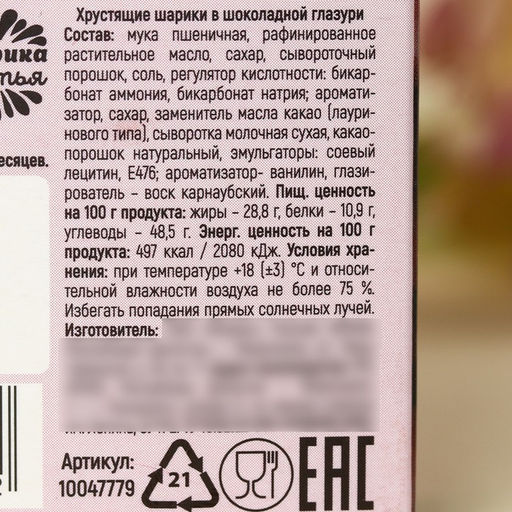 Хрустящие шарики в шоколадной глазури
Состав: мука пшеничная, рафинированное
растительное масло, сахар, сывороточный
порошок, соль, регулятор кислотности: бикар-
бонат аммония, бикарбонат натрия; аромати-
затор, сахар, заменитель масла какао (лаури-
нового типа), сыворотка молочная сухая, какао-
порошок натуральный, эмульгаторы: соевый
лецитин, Е476; ароматизатор- ванилин, глази-
рователь – воск карнаубский. Пищ. ценность
на 100 г продукта: жиры – 28,8 г, белки – 10,9 г,
углеводы – 48,5 г. Энерг. ценность на 100 г
продукта: 497 ккал / 2080 кДж. Условия хра-
нения: при температуре +18 (±3) °С и относи-
тельной влажности воздуха не более 75 %.
Избегать попадания прямых солнечных лучей.
Изготовитель:
есяцев.
Артикул:
10047779
21
EAC